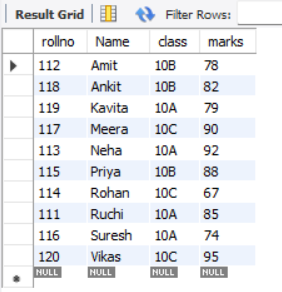 Result Grid Filter Rows:
rollno Name class marks
112 Amit 10B 78
118 Ankit 10B 82
119 Kavita 10A 79
117 Meera 10C 90
113 Neha 10A 92
115 Priya 10B 88
114 Rohan 10C 67
111 Ruchi 10A 85
116 Suresh 10A 74
120 Vikas 10C 95
NULL NULL NULL NULL